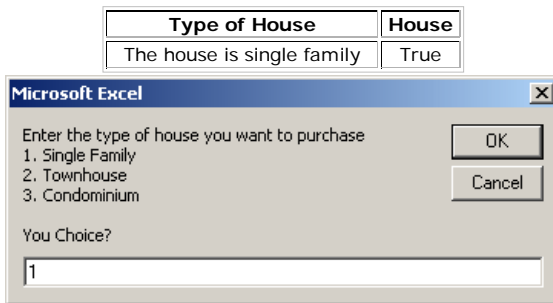 Type of House House
The house is single family True
Microsoft Excel
Enter the type of house you want to purchase
1. Single Family
2. Townhouse
3. Condominium
OK
Cancel
You Choice?
1